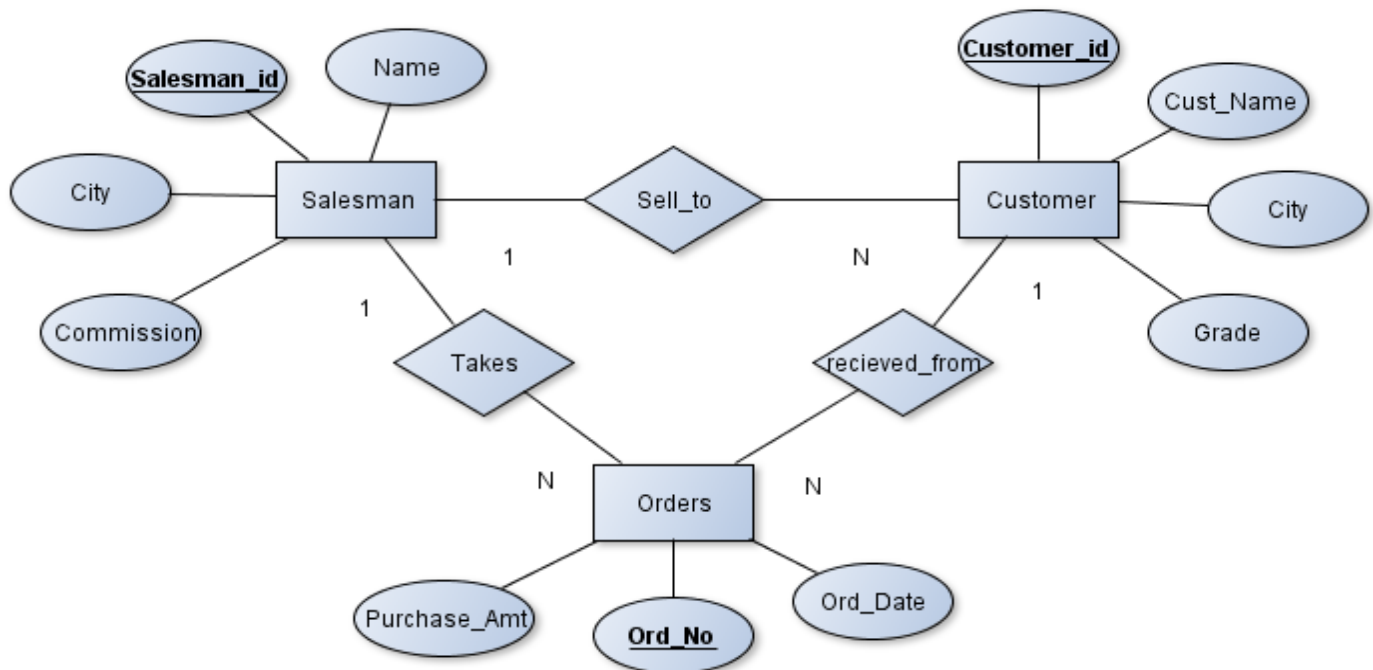 Customer_id
Salesman_id
Name
Cust_Name
City
Salesman
Sell_to
Customer
City
1
N
1
1
Commission
Grade
Takes
recieved_from
N
N
Orders
Purchase_Amt
Ord_No
Ord_Date